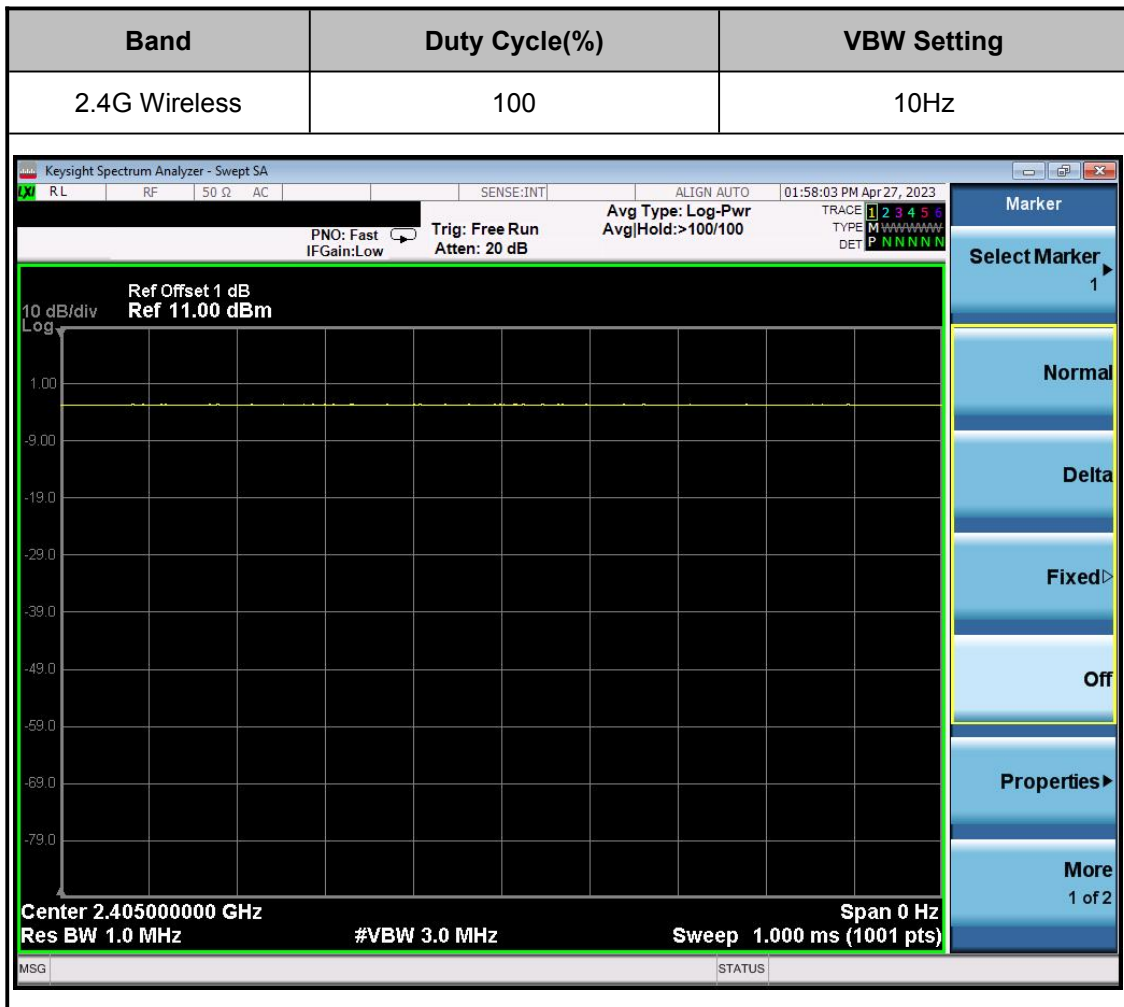 Band Duty Cycle(%) VBW Setting
2.4G Wireless 100 10Hz
Keysight Spectrum Analyzer - Swept SA
LXI RL RF 50 Ω AC SENSE:INT ALIGN AUTO 01:58:03 PM Apr 27, 2023
PNO: Fast
IFGain:Low
Trig: Free Run
Atten: 20 dB
Avg Type: Log-Pwr
Avg|Hold:>100/100
TRACE 1 2 3 4 5 6
TYPE M WWWWW
DET P N N N N N
Ref Offset 1 dB
10 dB/div Ref 11.00 dBm
Log
1.00
-9.00
-19.0
-29.0
-39.0
-49.0
-59.0
-69.0
-79.0
Center 2.405000000 GHz Span 0 Hz
Res BW 1.0 MHz #VBW 3.0 MHz Sweep 1.000 ms (1001 pts)
MSG STATUS
Marker
Select Marker
1
Normal
Delta
Fixed
Off
Properties
More
1 of 2